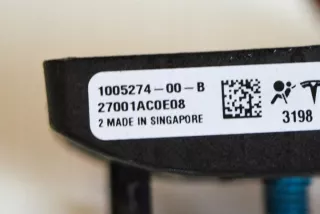 1005274-00-B
27001AC0E08
2 MADE IN SINGAPORE
3198